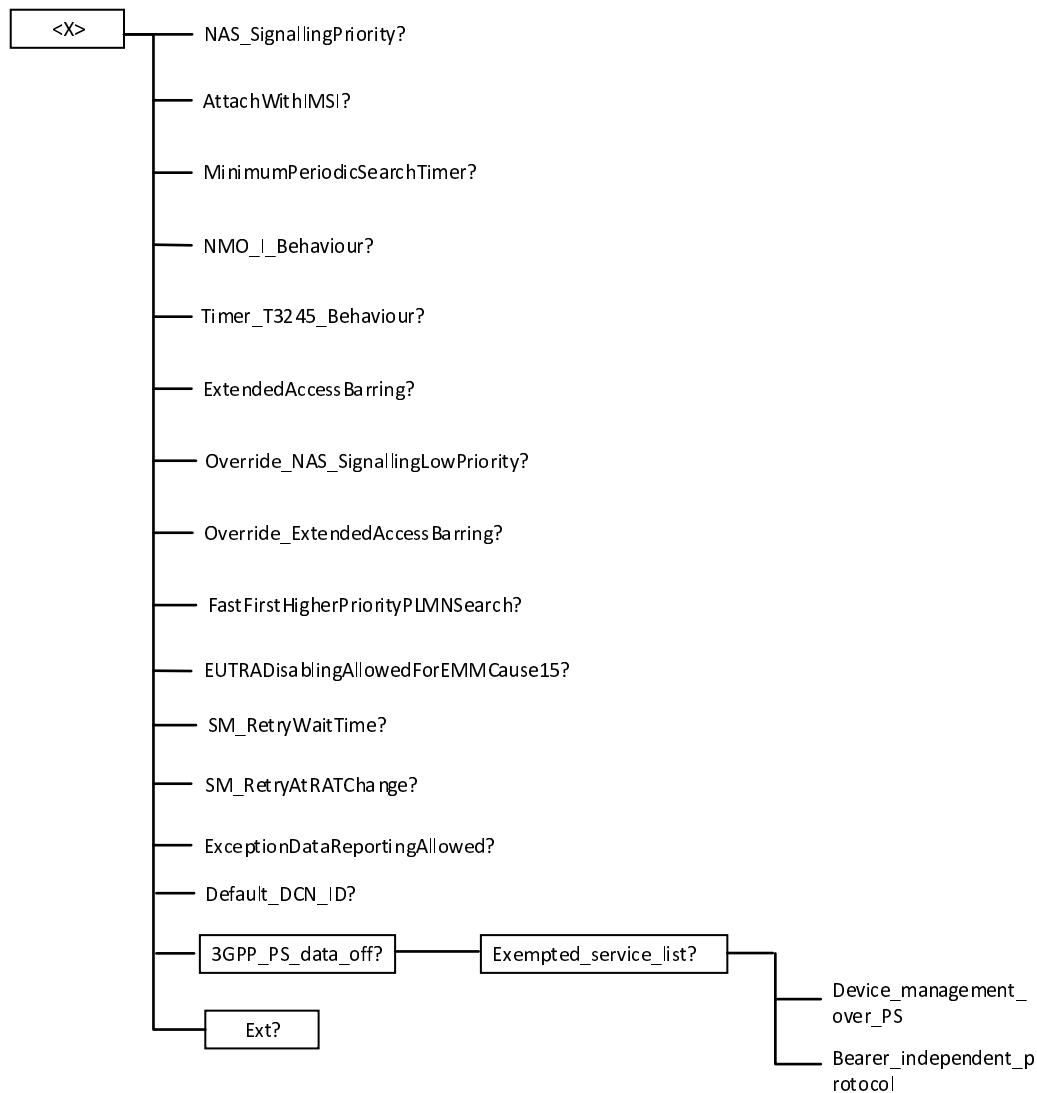 <X>
NAS_SignallingPriority?
AttachWithIMSI?
MinimumPeriodicSearchTimer?
NMO_I_Behaviour?
Timer_T3245_Behaviour?
ExtendedAccessBarring?
Override_NAS_SignallingLowPriority?
Override_ExtendedAccessBarring?
FastFirstHigherPriorityPLMNSearch?
EUTRADisablingAllowedForEMMCause15?
SM_RetryWaitTime?
SM_RetryAtRATChange?
ExceptionDataReportingAllowed?
Default_DCN_ID?
3GPP_PS_data_off?
Exempted_service_list?
Device_management_
over_PS
Bearer_independent_p
rotocol
Ext?